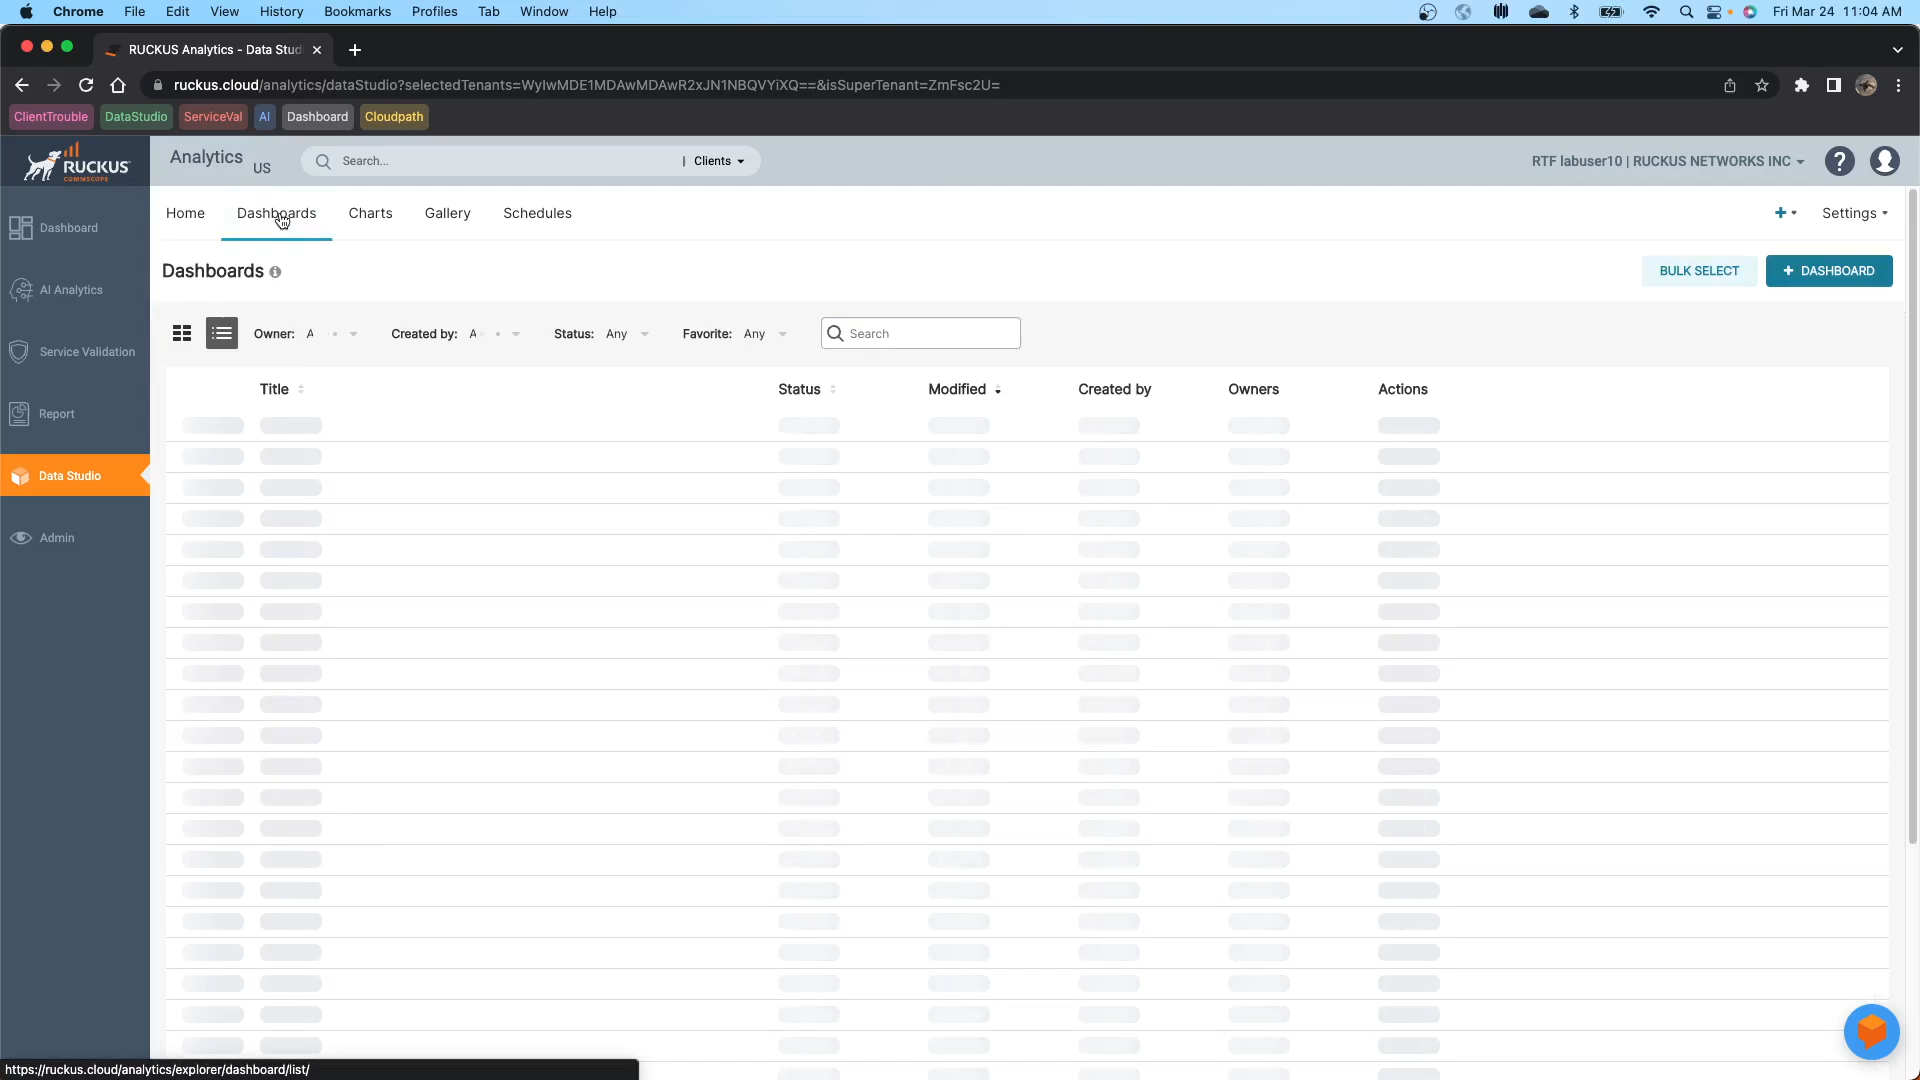 Chrome File Edit View History Bookmarks Profiles Tab Window Help Fri Mar 24 11:04 AM
RUCKUS Analytics - Data Studi
ruckus.cloud/analytics/dataStudio?selectedTenants=WyIwMDE1MDAwMDAwR2xJN1NBQVYiXQ==&isSuperTenant=ZmFsc2U=
ClientTrouble DataStudio ServiceVal AI Dashboard Cloudpath
RUCKUS COMMSCOPE Analytics US Search... | Clients RTF labuser10 | RUCKUS NETWORKS INC ?
Home Dashboards Charts Gallery Schedules + Settings
Dashboard
Dashboards BULK SELECT + DASHBOARD
AI Analytics
Owner: A Created by: A Status: Any Favorite: Any Search
Service Validation
Title Status Modified Created by Owners Actions
Report
Data Studio
Admin
https://ruckus.cloud/analytics/explorer/dashboard/list/